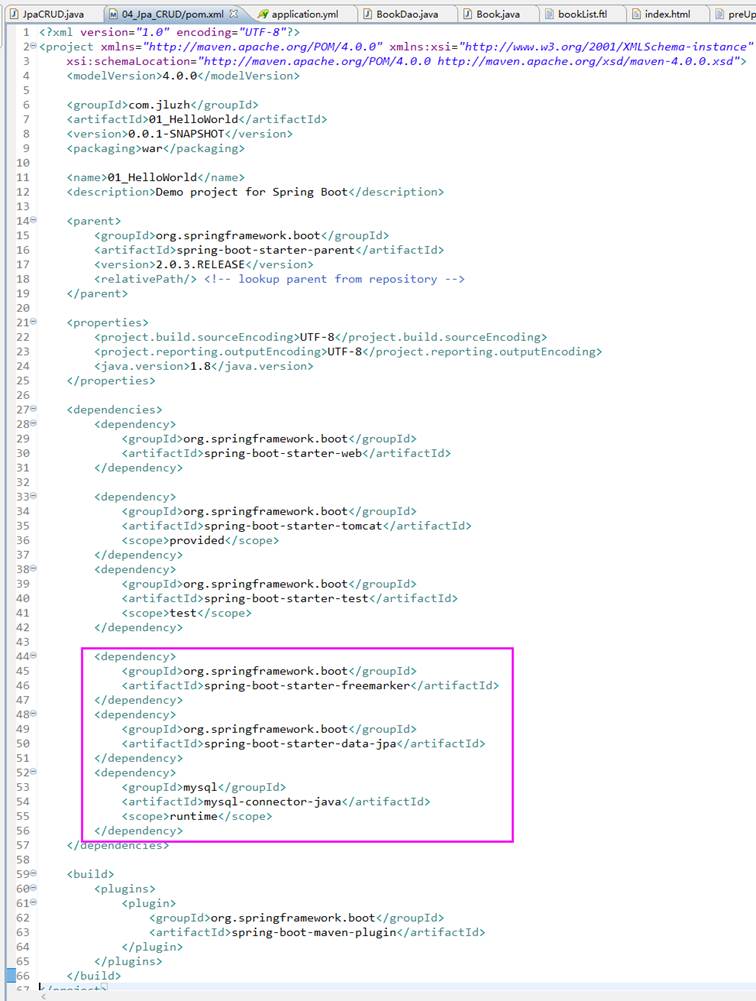 JpaCRUD.java 04_Jpa_CRUD/pom.xml application.yml BookDao.java Book.java bookList.ftl index.html
1 <?xml version="1.0" encoding="UTF-8"?>
2 <project xmlns="http://maven.apache.org/POM/4.0.0" xmlns:xsi="http://www.w3.org/2001/XMLSchema-instance"
3 xsi:schemaLocation="http://maven.apache.org/POM/4.0.0 http://maven.apache.org/xsd/maven-4.0.0.xsd">
4 <modelVersion>4.0.0</modelVersion>
5
6 <groupId>com.jluzh</groupId>
7 <artifactId>01_HelloWorld</artifactId>
8 <version>0.0.1-SNAPSHOT</version>
9 <packaging>war</packaging>
10
11 <name>01_HelloWorld</name>
12 <description>Demo project for Spring Boot</description>
13
14 <parent>
15 <groupId>org.springframework.boot</groupId>
16 <artifactId>spring-boot-starter-parent</artifactId>
17 <version>2.0.3.RELEASE</version>
18 <relativePath/> <!-- lookup parent from repository -->
19 </parent>
20
21 <properties>
22 <project.build.sourceEncoding>UTF-8</project.build.sourceEncoding>
23 <project.reporting.outputEncoding>UTF-8</project.reporting.outputEncoding>
24 <java.version>1.8</java.version>
25 </properties>
26
27 <dependencies>
28 <dependency>
29 <groupId>org.springframework.boot</groupId>
30 <artifactId>spring-boot-starter-web</artifactId>
31 </dependency>
32
33 <dependency>
34 <groupId>org.springframework.boot</groupId>
35 <artifactId>spring-boot-starter-tomcat</artifactId>
36 <scope>provided</scope>
37 </dependency>
38 <dependency>
39 <groupId>org.springframework.boot</groupId>
40 <artifactId>spring-boot-starter-test</artifactId>
41 <scope>test</scope>
42 </dependency>
43
44 <dependency>
45 <groupId>org.springframework.boot</groupId>
46 <artifactId>spring-boot-starter-freemarker</artifactId>
47 </dependency>
48 <dependency>
49 <groupId>org.springframework.boot</groupId>
50 <artifactId>spring-boot-starter-data-jpa</artifactId>
51 </dependency>
52 <dependency>
53 <groupId>mysql</groupId>
54 <artifactId>mysql-connector-java</artifactId>
55 <scope>runtime</scope>
56 </dependency>
57 </dependencies>
58
59 <build>
60 <plugins>
61 <plugin>
62 <groupId>org.springframework.boot</groupId>
63 <artifactId>spring-boot-maven-plugin</artifactId>
64 </plugin>
65 </plugins>
66 </build>
67 </project>